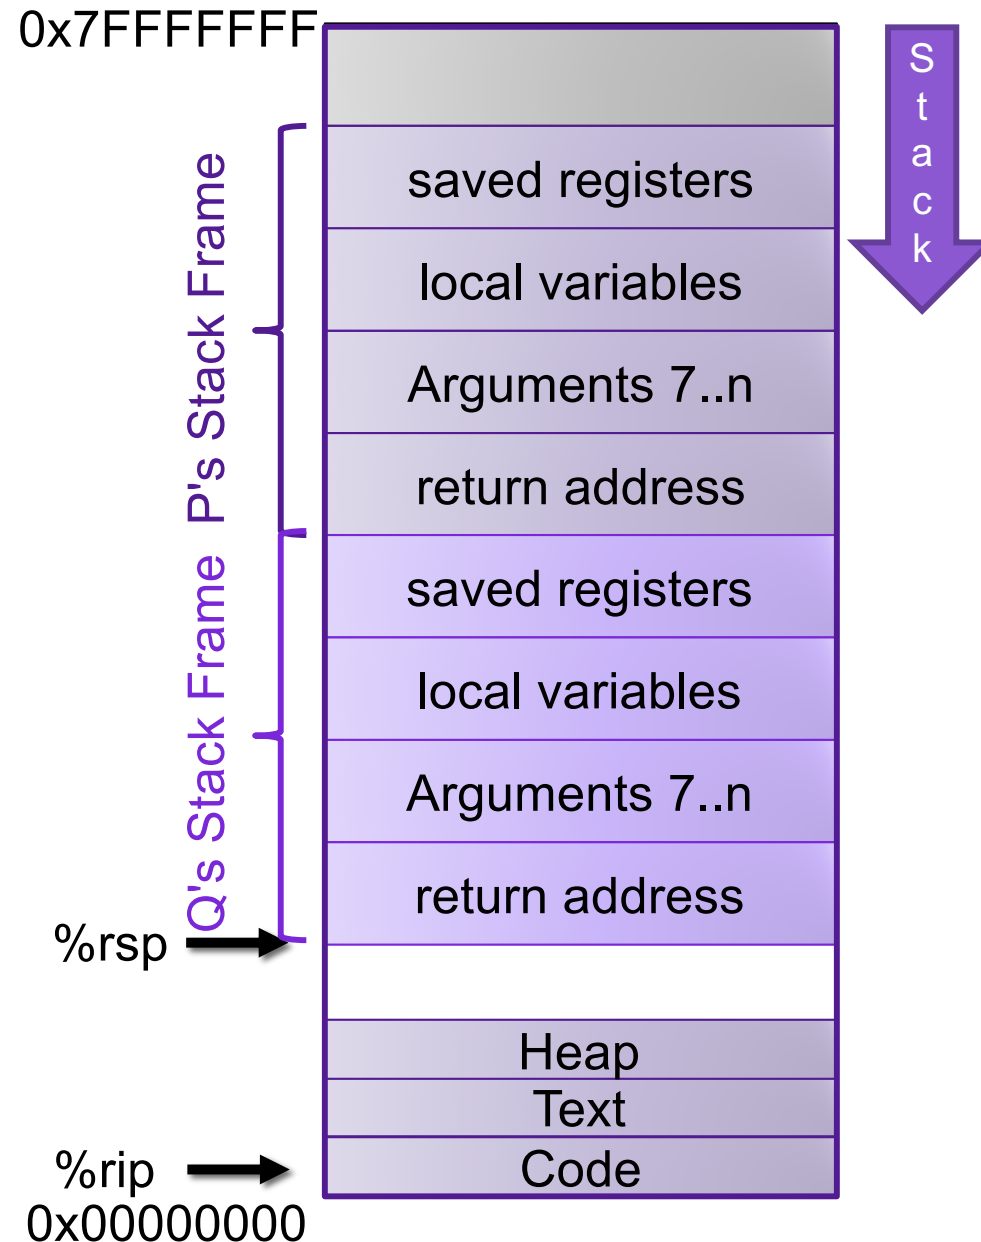 0x7FFFFFFF
Stack
saved registers
local variables
Arguments 7..n
return address
P's Stack Frame
saved registers
local variables
Arguments 7..n
return address
Q's Stack Frame
%rsp
Heap
Text
%rip
Code
0x00000000